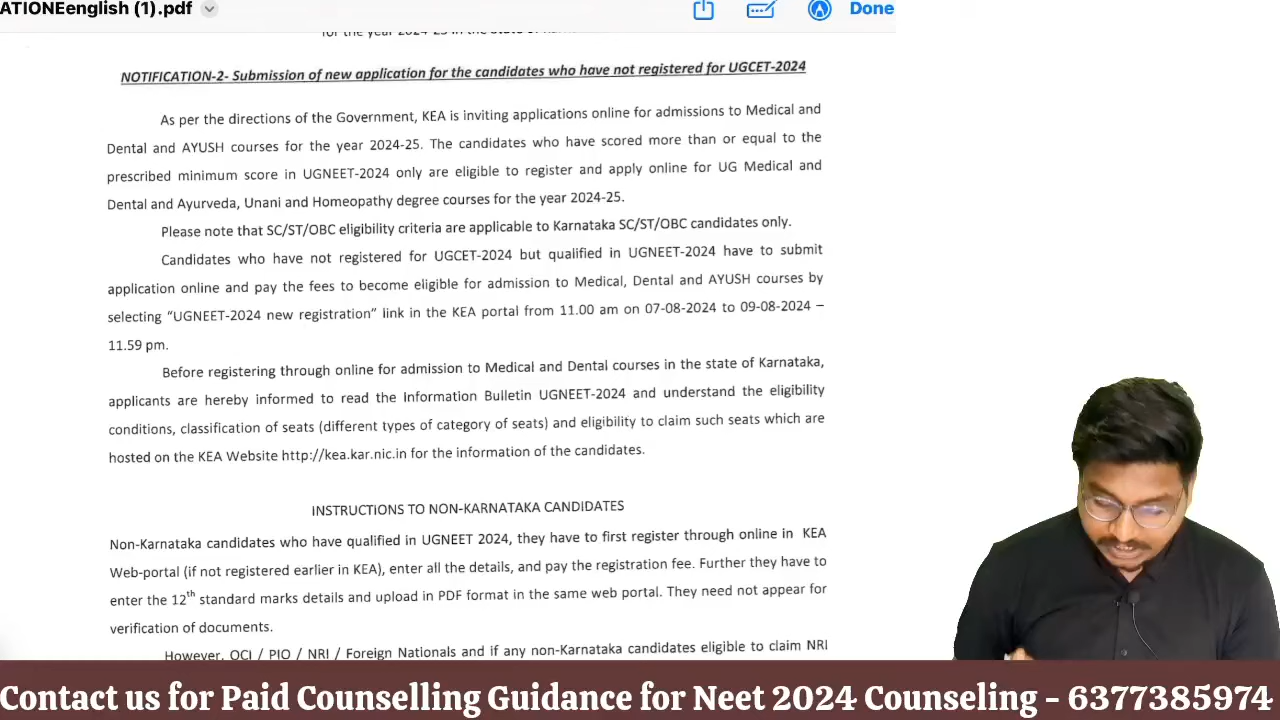 ATIONEenglish (1).pdf
Done
for the year 2024-25 in the State of
NOTIFICATION-2- Submission of new application for the candidates who have not registered for UGCET-2024
As per the directions of the Government, KEA is inviting applications online for admissions to Medical and
Dental and AYUSH courses for the year 2024-25. The candidates who have scored more than or equal to the
prescribed minimum score in UGNEET-2024 only are eligible to register and apply online for UG Medical and
Dental and Ayurveda, Unani and Homeopathy degree courses for the year 2024-25.
Please note that SC/ST/OBC eligibility criteria are applicable to Karnataka SC/ST/OBC candidates only.
Candidates who have not registered for UGCET-2024 but qualified in UGNEET-2024 have to submit
application online and pay the fees to become eligible for admission to Medical, Dental and AYUSH courses by
selecting "UGNEET-2024 new registration" link in the KEA portal from 11.00 am on 07-08-2024 to 09-08-2024 –
11.59 pm.
Before registering through online for admission to Medical and Dental courses in the state of Karnataka,
applicants are hereby informed to read the Information Bulletin UGNEET-2024 and understand the eligibility
conditions, classification of seats (different types of category of seats) and eligibility to claim such seats which are
hosted on the KEA Website http://kea.kar.nic.in for the information of the candidates.
INSTRUCTIONS TO NON-KARNATAKA CANDIDATES
Non-Karnataka candidates who have qualified in UGNEET 2024, they have to first register through online in KEA
Web-portal (if not registered earlier in KEA), enter all the details, and pay the registration fee. Further they have to
enter the 12th standard marks details and upload in PDF format in the same web portal. They need not appear for
verification of documents.
However, OCI / PIO / NRI / Foreign Nationals and if any non-Karnataka candidates eligible to claim NRI
Contact us for Paid Counselling Guidance for Neet 2024 Counseling - 6377385974